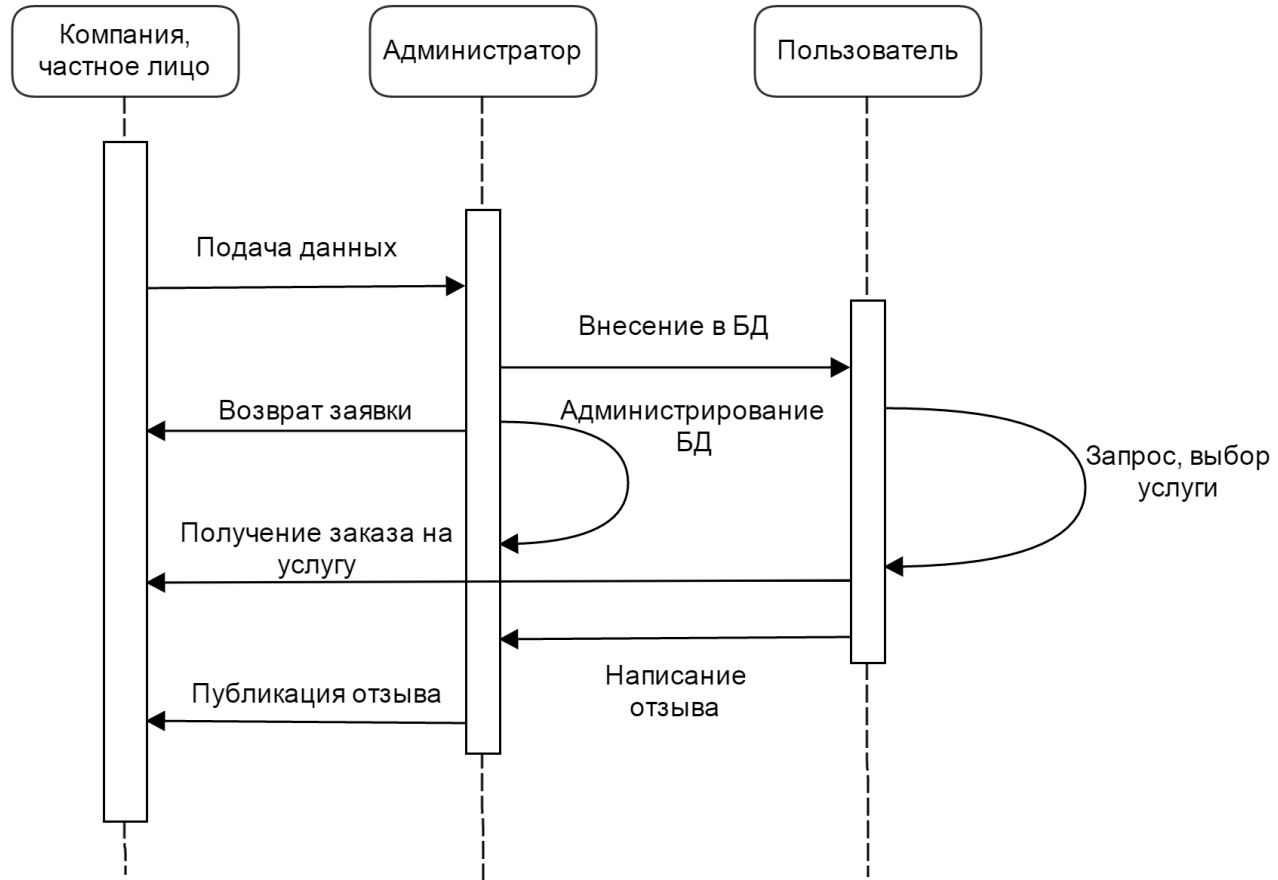 Компания,
частное лицо
Администратор
Пользователь
Подача данных
Внесение в БД
Возврат заявки
Администрирование
БД
Запрос, выбор
услуги
Получение заказа на
услугу
Написание
отзыва
Публикация отзыва